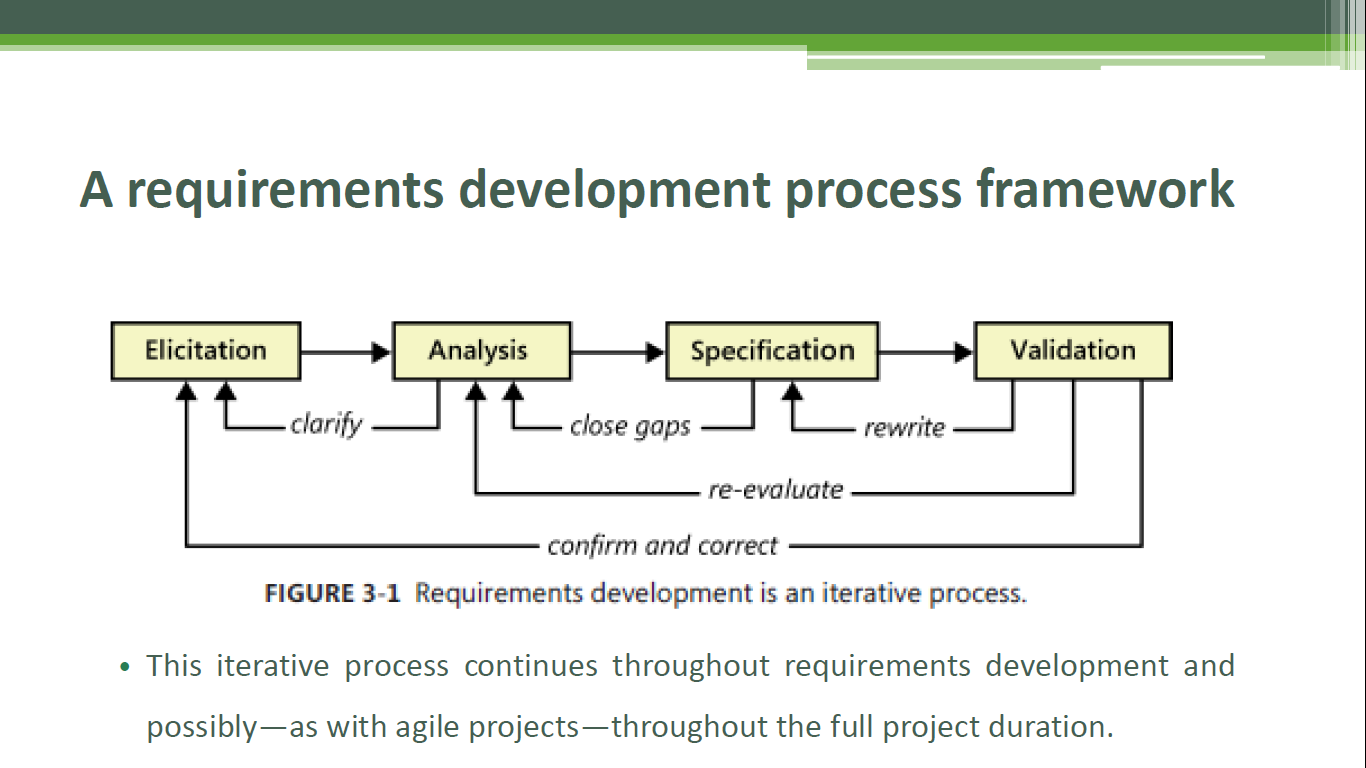 A requirements development process framework
Elicitation
Analysis
Specification
Validation
clarify
close gaps
rewrite
re-evaluate
confirm and correct
FIGURE 3-1 Requirements development is an iterative process.
• This iterative process continues throughout requirements development and
possibly—as with agile projects—throughout the full project duration.